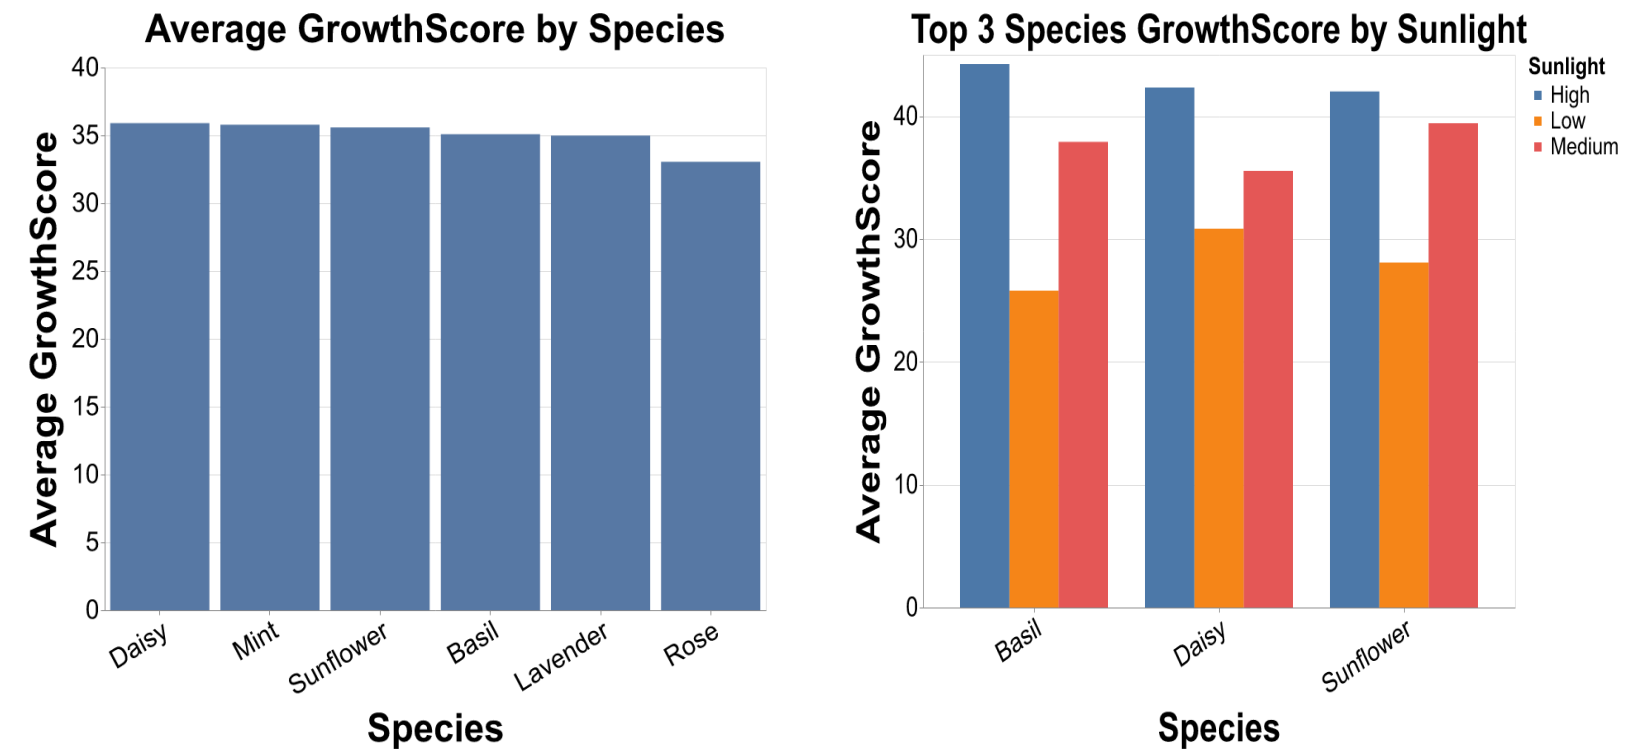 Average GrowthScore by Species
Average GrowthScore
40
35
30
25
20
15
10
5
0
Daisy
Mint
Sunflower
Basil
Lavender
Rose
Species
Top 3 Species GrowthScore by Sunlight
Average GrowthScore
40
30
20
10
0
Basil
Daisy
Sunflower
Species
Sunlight
High
Low
Medium